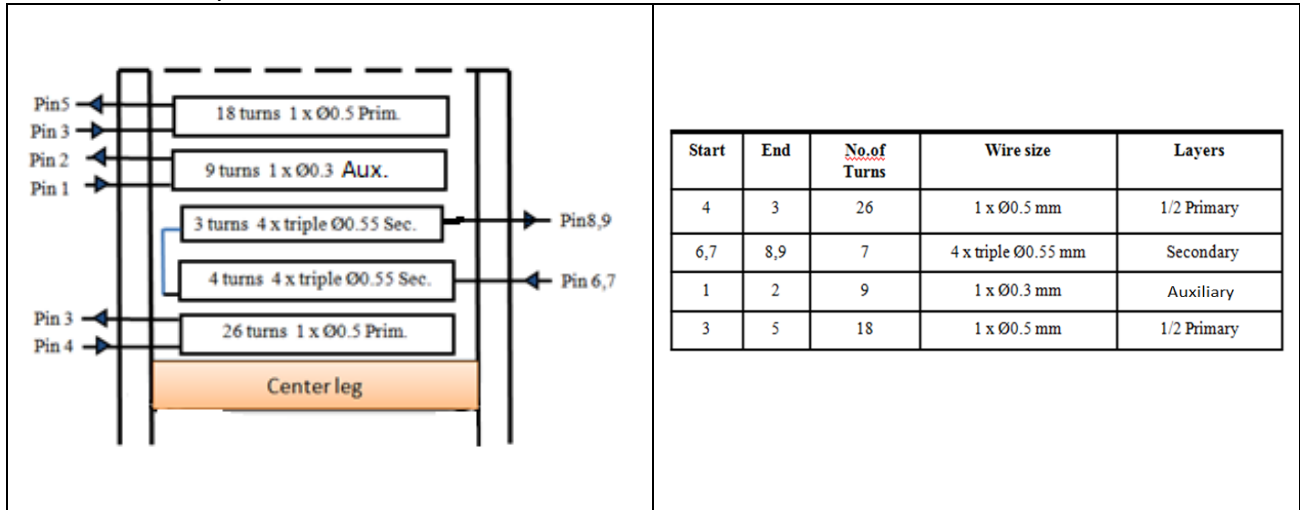 Pin5
18 turns 1 x Ø0.5 Prim.
Pin 3
Pin 2
9 turns 1 x Ø0.3 Aux.
Pin 1
3 turns 4 x triple Ø0.55 Sec.
Pin8,9
4 turns 4 x triple Ø0.55 Sec.
Pin 6,7
Pin 3
26 turns 1 x Ø0.5 Prim.
Pin 4
Center leg
Start End No.of Turns Wire size Layers
4 3 26 1 x Ø0.5 mm 1/2 Primary
6,7 8,9 7 4 x triple Ø0.55 mm Secondary
1 2 9 1 x Ø0.3 mm Auxiliary
3 5 18 1 x Ø0.5 mm 1/2 Primary